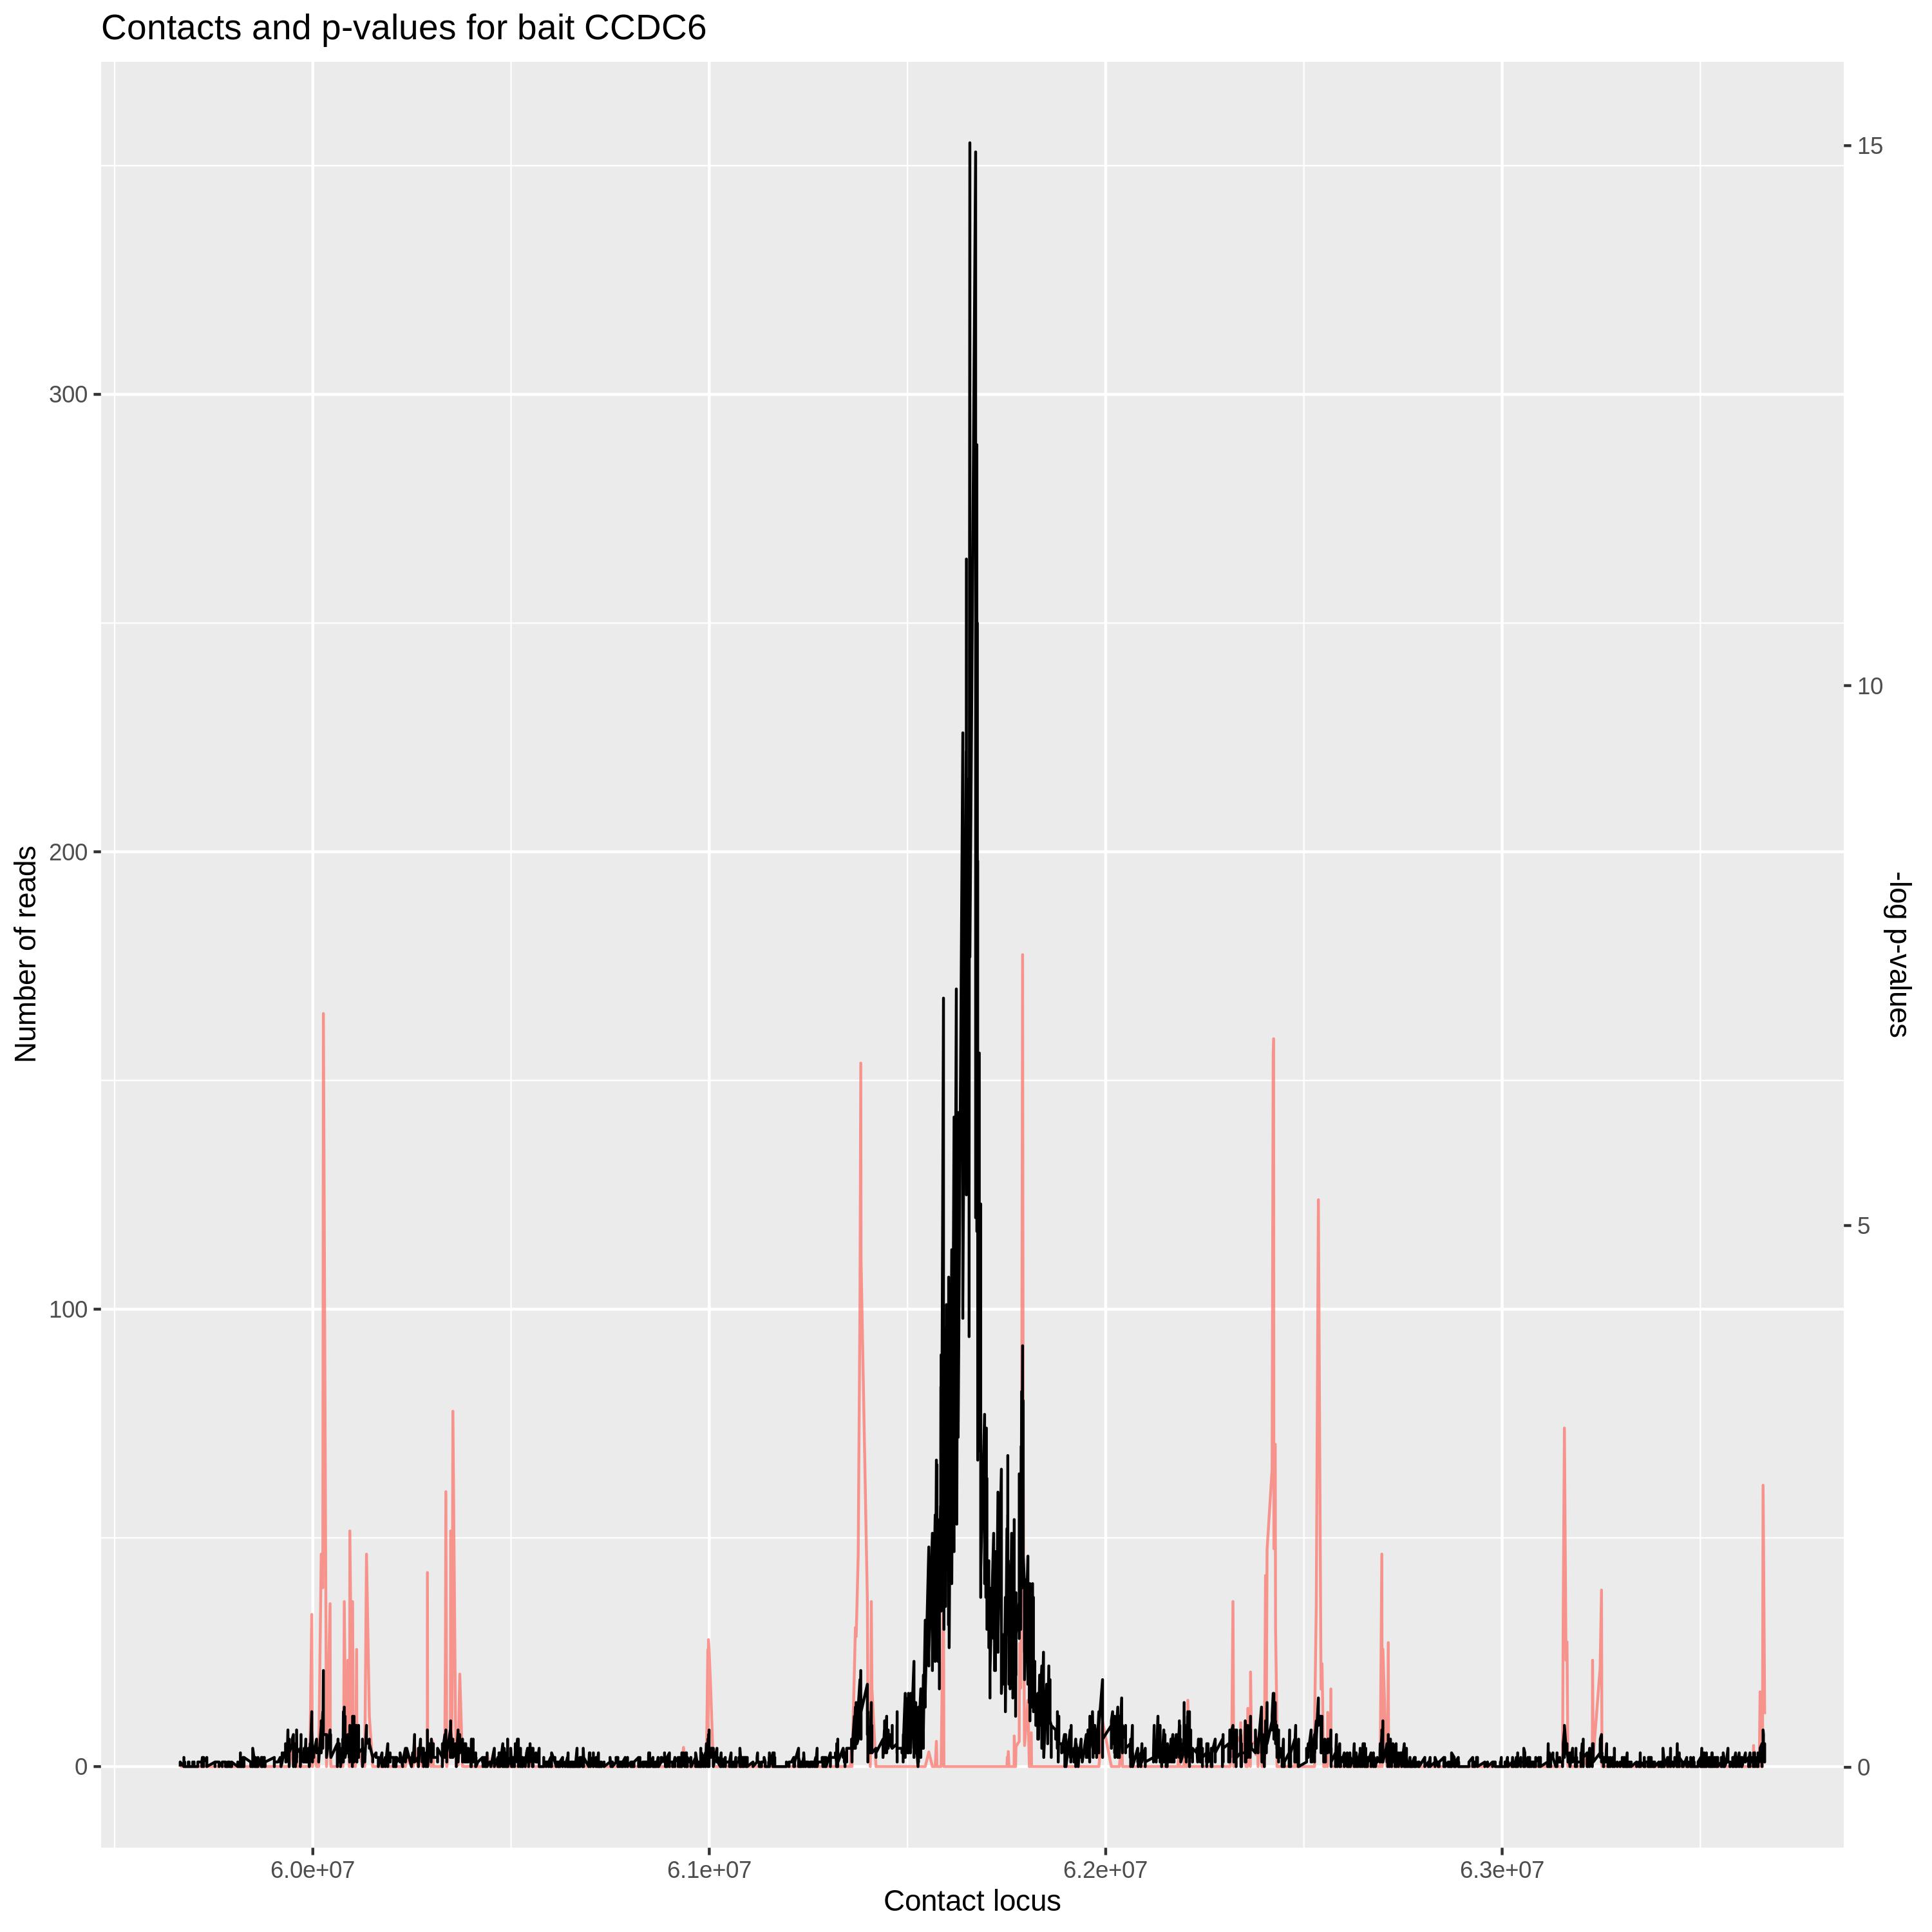 Contacts and p-values for bait CCDC6
Number of reads
300
200
100
0
15
10
5
0
-log p-values
6.0e+07 6.1e+07 6.2e+07 6.3e+07
Contact locus